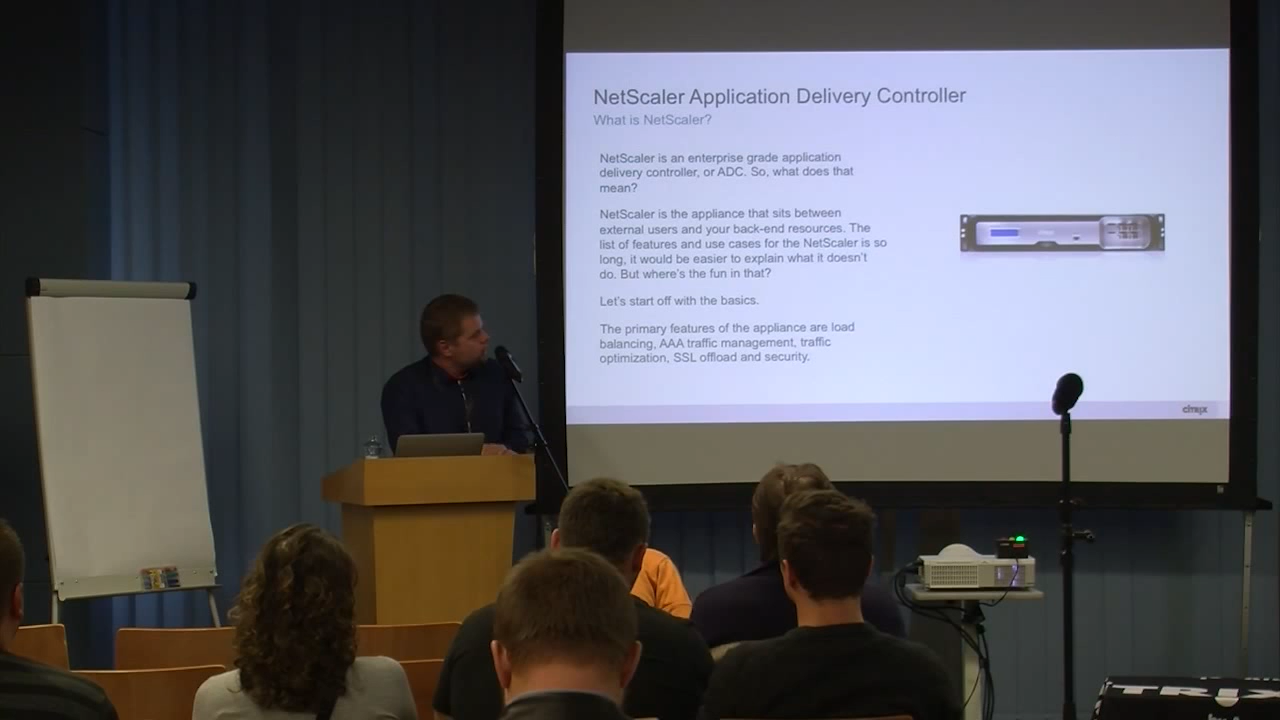 NetScaler Application Delivery Controller
What is NetScaler?
NetScaler is an enterprise grade application
delivery controller, or ADC. So, what does that
mean?
NetScaler is the appliance that sits between
external users and your back-end resources. The
list of features and use cases for the NetScaler is so
long, it would be easier to explain what it doesn't
do. But where's the fun in that?
Let's start off with the basics.
The primary features of the appliance are load
balancing, AAA traffic management, traffic
optimization, SSL offload and security.
citrix